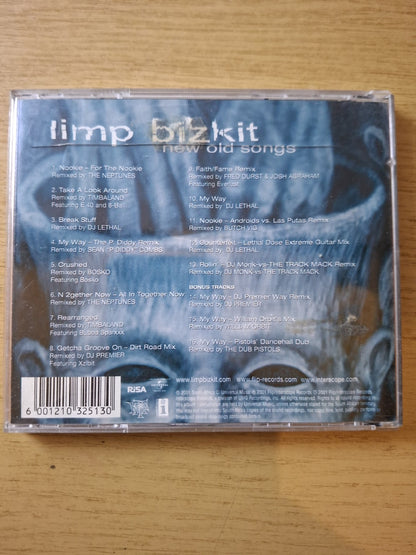 limp bizkit
new old songs
1. Nookie - For The Nookie
Remixed by THE NEPTUNES
2. Take A Look Around
Remixed by TIMBALAND
Featuring E 40 and 8-Ball
3. Break Stuff
Remixed by DJ LETHAL
4. My Way - The P. Diddy Remix
Remixed by SEAN "P.DIDDY" COMBS
5. Crushed
Remixed by BOSKO
Featuring Bosko
6. N 2gether Now - All In Together Now
Remixed by THE NEPTUNES
7. Rearranged
Remixed by TIMBALAND
Featuring Bubba Sparxxx
8. Getcha Groove On - Dirt Road Mix
Remixed by DJ PREMIER
Featuring Xzibit
9. Faith/Fame Remix
Remixed by FRED DURST & JOSH ABRAHAM
Featuring Everlast
10. My Way
Remixed by DJ LETHAL
11. Nookie - Androids vs. Las Putas Remix
Remixed by BUTCH VIG
12. Counterfeit - Lethal Dose Extreme Guitar Mix
Remixed by DJ LETHAL
13. Rollin' - DJ Monk vs THE TRACK MACK Remix
Remixed by DJ MONK vs THE TRACK MACK
BONUS TRACKS
14. My Way - DJ Premier Way Remix
Remixed by DJ PREMIER
15. My Way - William Orbit's Mix
Remixed by WILLIAM ORBIT
16. My Way - Pistols' Dancehall Dub
Remixed by THE DUB PISTOLS
www.limpbizkit.com www.flip-records.com www.interscope.com
6 001210 325130
RiSA